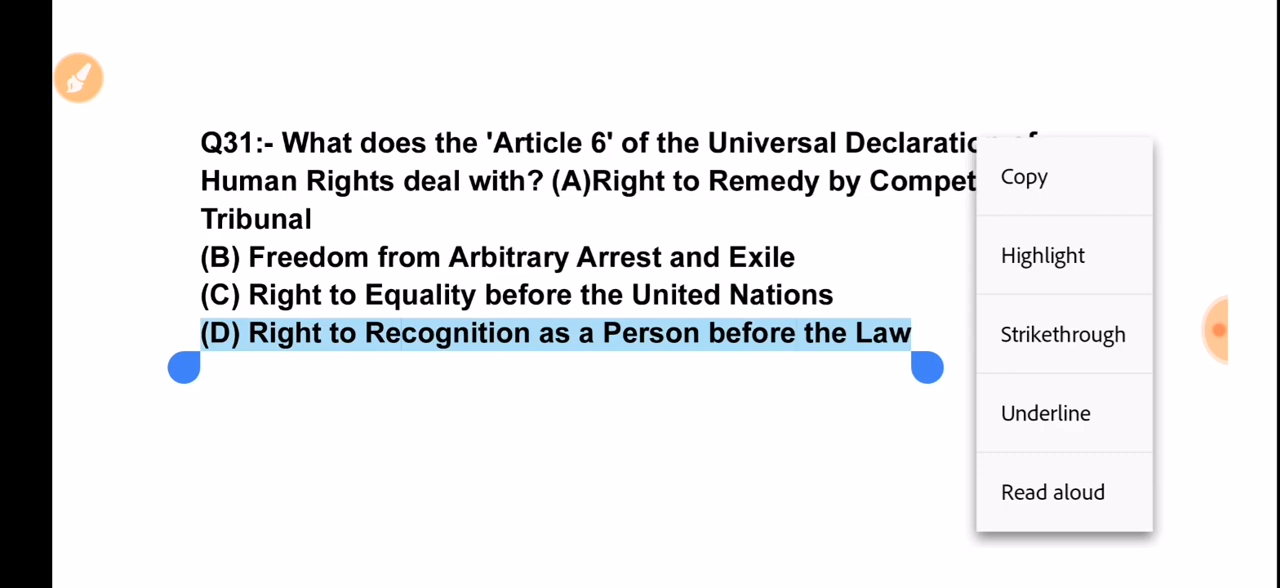 Q31:- What does the 'Article 6' of the Universal Declaration of
Human Rights deal with? (A)Right to Remedy by Compet
Tribunal
(B) Freedom from Arbitrary Arrest and Exile
(C) Right to Equality before the United Nations
(D) Right to Recognition as a Person before the Law
Copy
Highlight
Strikethrough
Underline
Read aloud